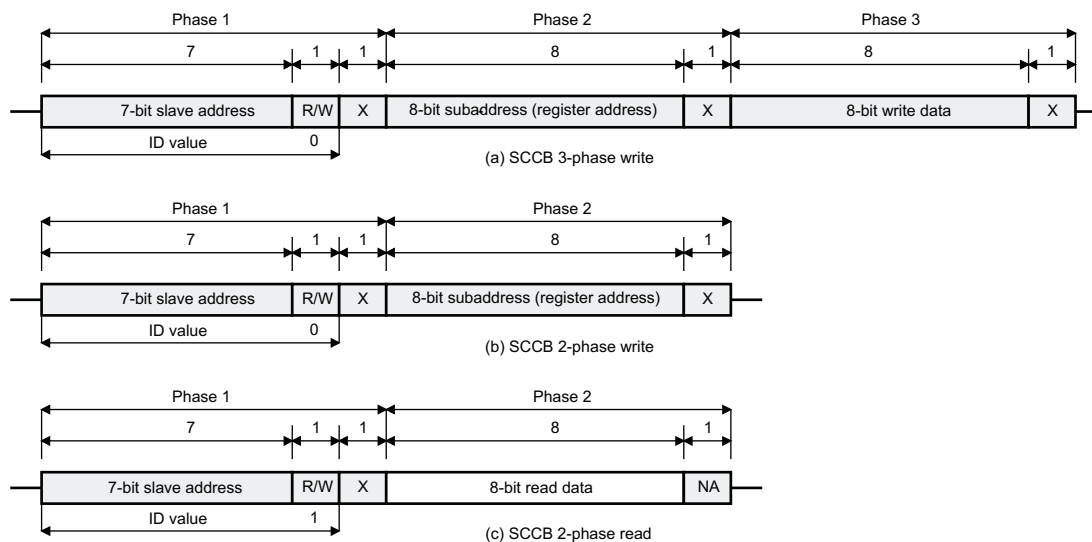 Phase 1 Phase 2 Phase 3
7 1 1 8 1 8 1
7-bit slave address R/W X 8-bit subaddress (register address) X 8-bit write data X
ID value 0
(a) SCCB 3-phase write
Phase 1 Phase 2
7 1 1 8 1
7-bit slave address R/W X 8-bit subaddress (register address) X
ID value 0
(b) SCCB 2-phase write
Phase 1 Phase 2
7 1 1 8 1
7-bit slave address R/W X 8-bit read data NA
ID value 1
(c) SCCB 2-phase read